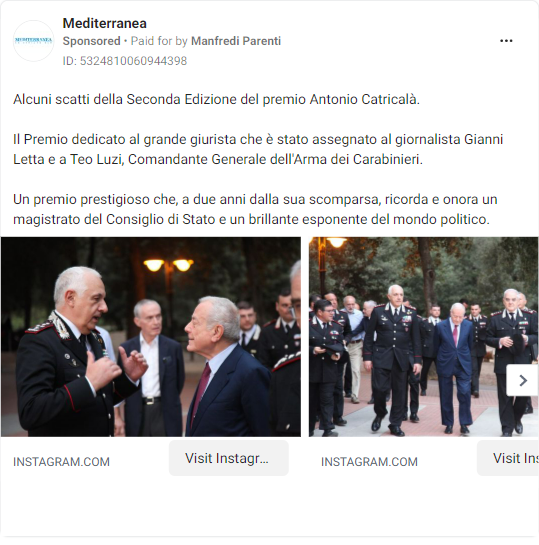 Mediterranea
Sponsored • Paid for by Manfredi Parenti
ID: 5324810060944398
Alcuni scatti della Seconda Edizione del premio Antonio Catricalà.
Il Premio dedicato al grande giurista che è stato assegnato al giornalista Gianni
Letta e a Teo Luzi, Comandante Generale dell'Arma dei Carabinieri.
Un premio prestigioso che, a due anni dalla sua scomparsa, ricorda e onora un
magistrato del Consiglio di Stato e un brillante esponente del mondo politico.
INSTAGRAM.COM
Visit Instagr...
INSTAGRAM.COM
Visit Ins